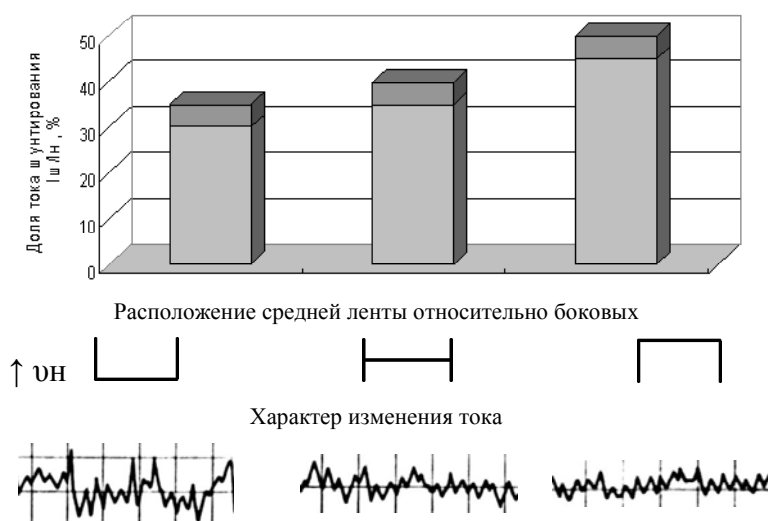 50
40
30
20
10
0
Доля тока шунтирования
Iш/Iн , %
Расположение средней ленты относительно боковых
↑ υн
Характер изменения тока